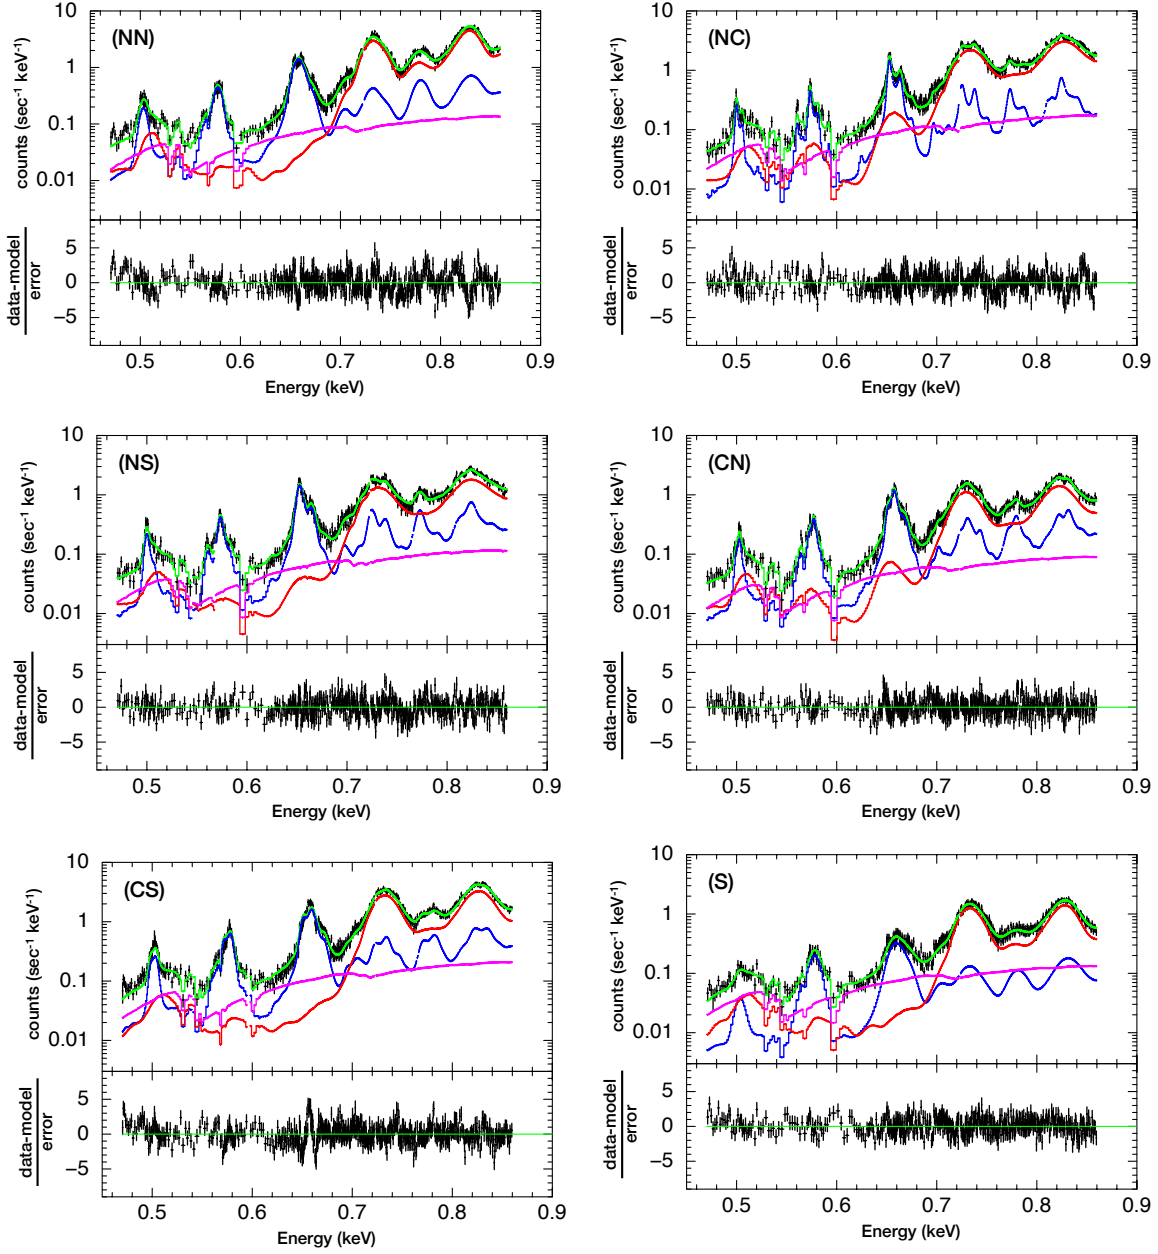 (NN)
10
1
0.1
0.01
counts (sec⁻¹ keV⁻¹)
5
0
−5
data-model
error
0.5 0.6 0.7 0.8 0.9
Energy (keV)
(NC)
10
1
0.1
0.01
counts (sec⁻¹ keV⁻¹)
5
0
−5
data-model
error
0.5 0.6 0.7 0.8 0.9
Energy (keV)
(NS)
10
1
0.1
0.01
counts (sec⁻¹ keV⁻¹)
5
0
−5
data-model
error
0.5 0.6 0.7 0.8 0.9
Energy (keV)
(CN)
10
1
0.1
0.01
counts (sec⁻¹ keV⁻¹)
5
0
−5
data-model
error
0.5 0.6 0.7 0.8 0.9
Energy (keV)
(CS)
10
1
0.1
0.01
counts (sec⁻¹ keV⁻¹)
5
0
−5
data-model
error
0.5 0.6 0.7 0.8 0.9
Energy (keV)
(S)
10
1
0.1
0.01
counts (sec⁻¹ keV⁻¹)
5
0
−5
data-model
error
0.5 0.6 0.7 0.8 0.9
Energy (keV)